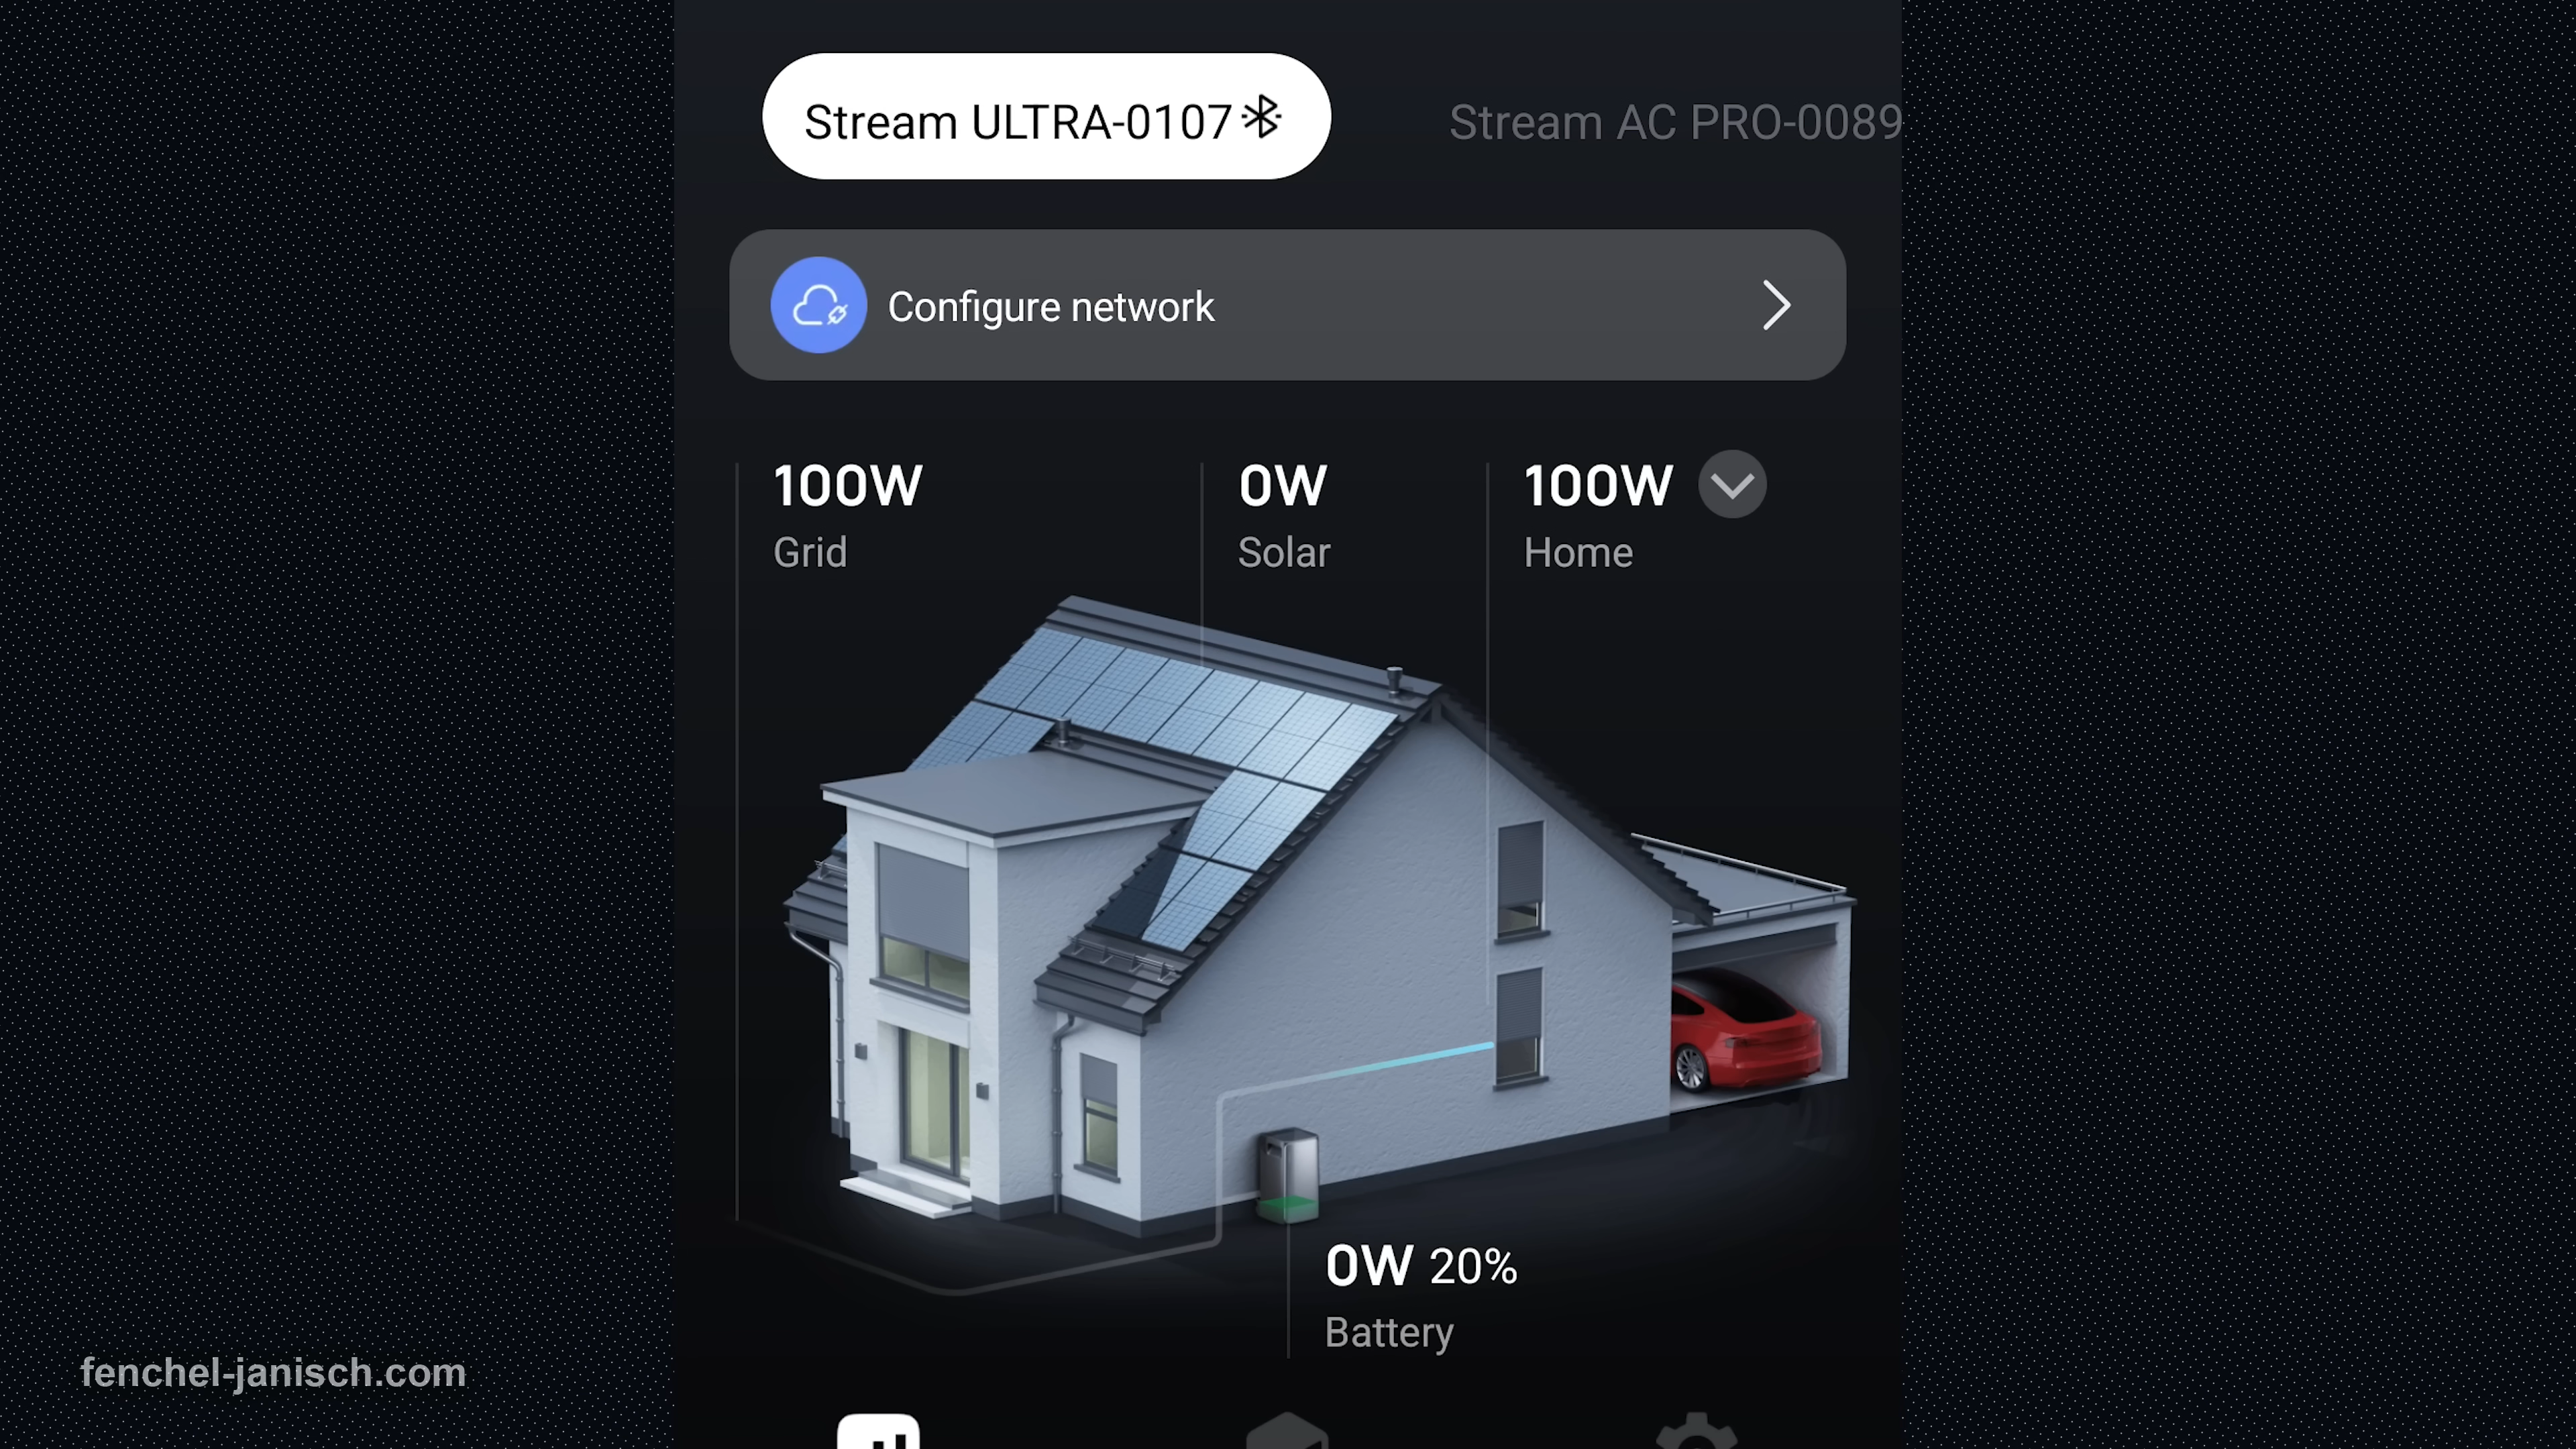 Stream ULTRA-0107
Stream AC PRO-0089
Configure network
100W
Grid
0W
Solar
100W
Home
0W 20%
Battery
fenchel-janisch.com